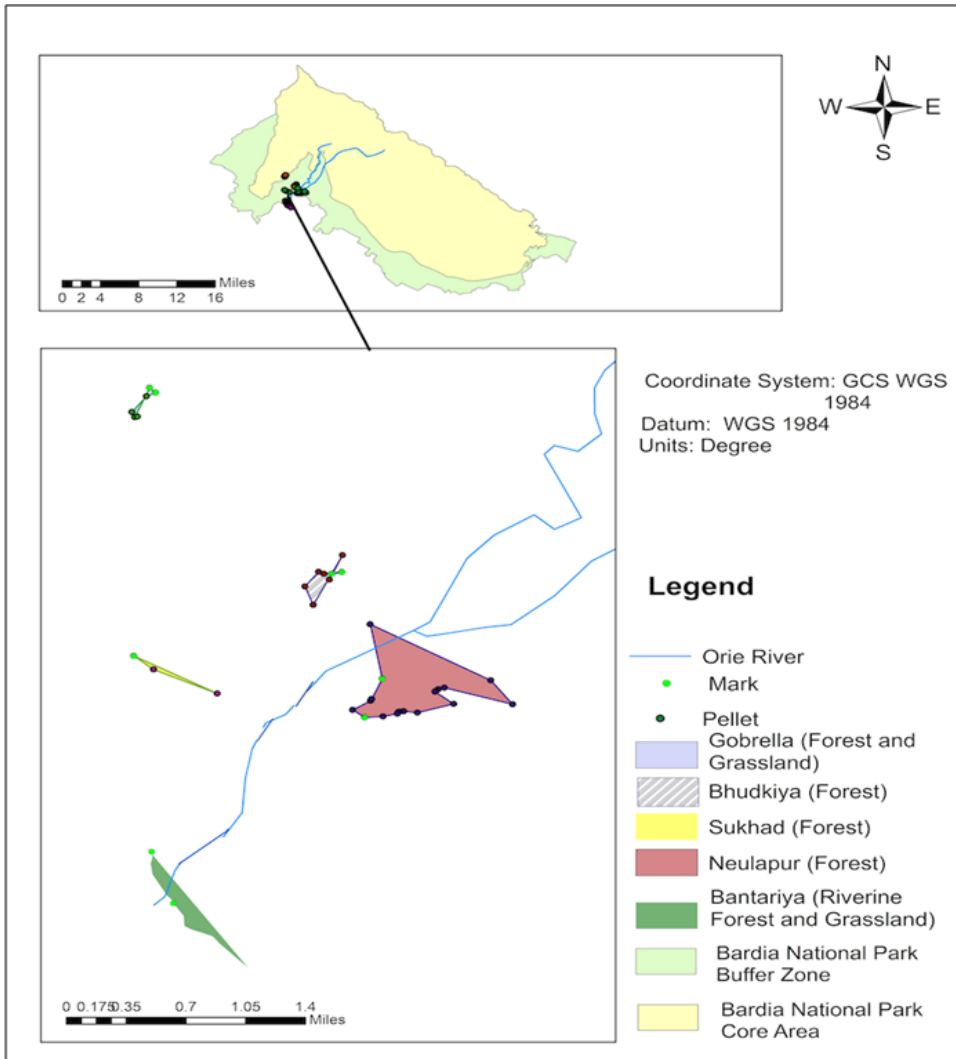 N
W E
S
Miles
0 2 4 8 12 16
Coordinate System: GCS WGS
1984
Datum: WGS 1984
Units: Degree
Legend
Orie River
Mark
Pellet
Gobrella (Forest and
Grassland)
Bhudkiya (Forest)
Sukhad (Forest)
Neulapur (Forest)
Bantariya (Riverine
Forest and Grassland)
Bardia National Park
Buffer Zone
Bardia National Park
Core Area
0 0.1750.35 0.7 1.05 1.4
Miles